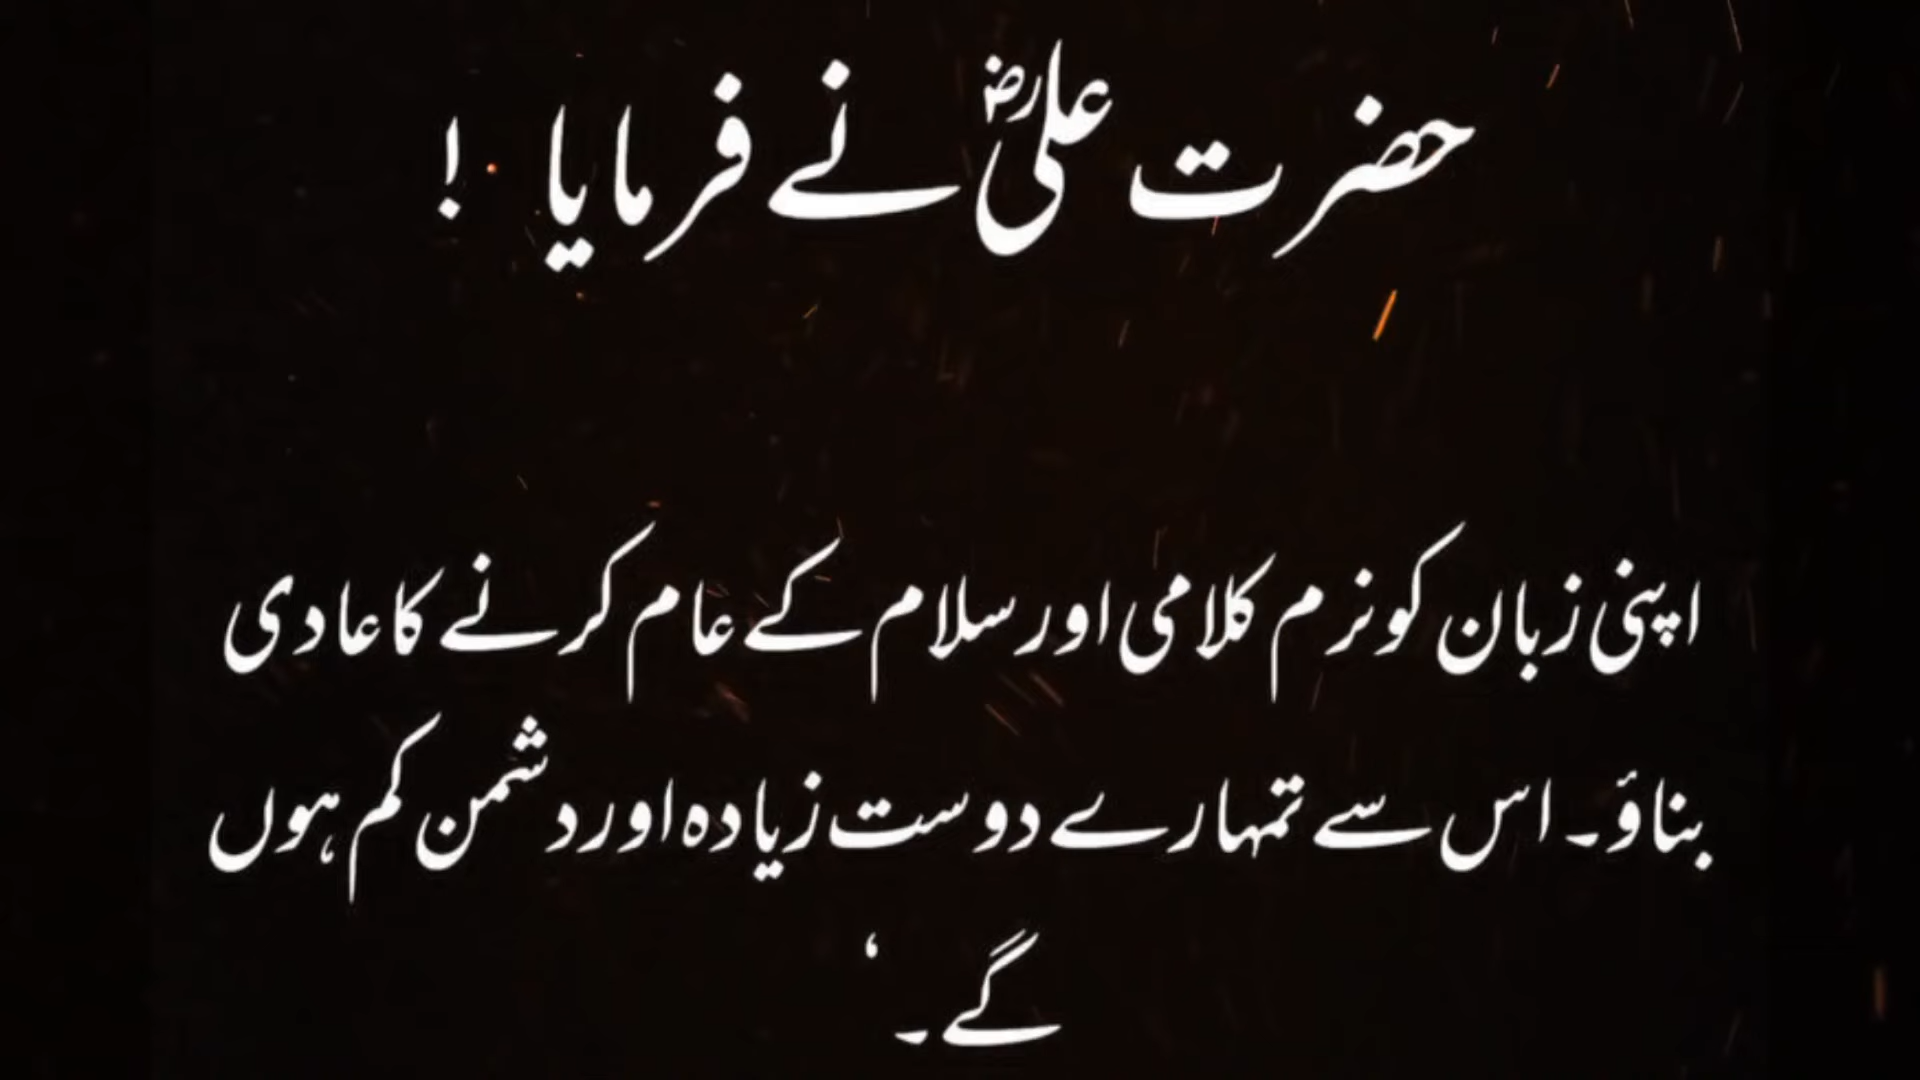 حضرت علیؓ نے فرمایا !
اپنی زبان کو نرم کلامی اور سلام کے عام کرنے کا عادی
بناؤ۔ اس سے تمہارے دوست زیادہ اور دشمن کم ہوں
گے۔‘